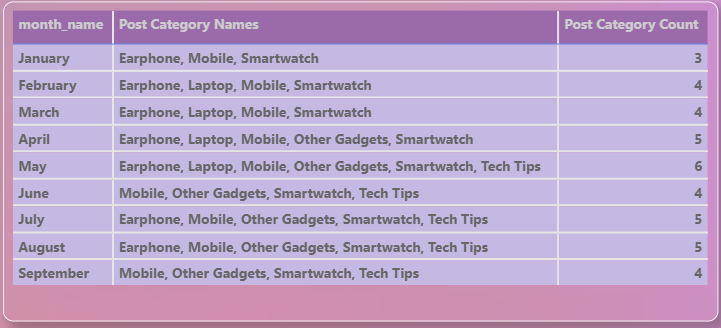 month_name Post Category Names Post Category Count
January Earphone, Mobile, Smartwatch 3
February Earphone, Laptop, Mobile, Smartwatch 4
March Earphone, Laptop, Mobile, Smartwatch 4
April Earphone, Laptop, Mobile, Other Gadgets, Smartwatch 5
May Earphone, Laptop, Mobile, Other Gadgets, Smartwatch, Tech Tips 6
June Mobile, Other Gadgets, Smartwatch, Tech Tips 4
July Earphone, Mobile, Other Gadgets, Smartwatch, Tech Tips 5
August Earphone, Mobile, Other Gadgets, Smartwatch, Tech Tips 5
September Mobile, Other Gadgets, Smartwatch, Tech Tips 4